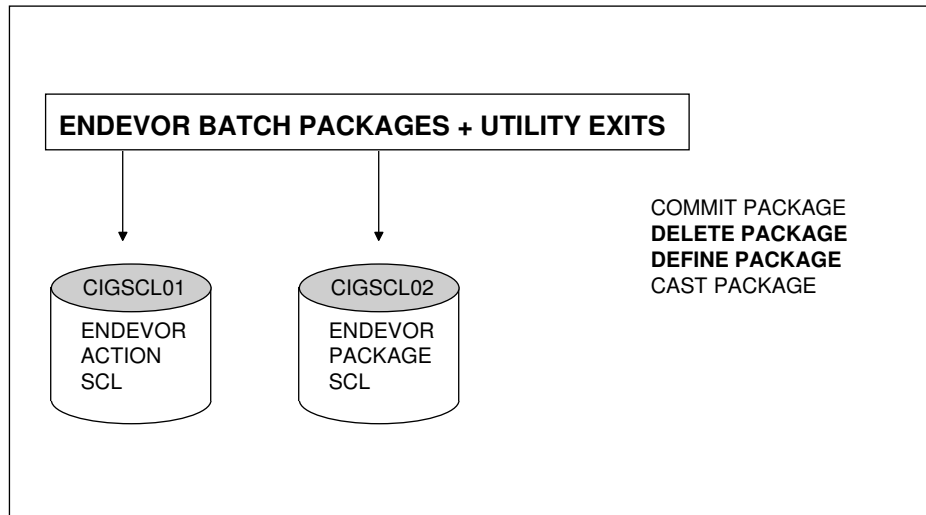 ENDEVOR BATCH PACKAGES + UTILITY EXITS
COMMIT PACKAGE
DELETE PACKAGE
DEFINE PACKAGE
CAST PACKAGE
CIGSCL01
ENDEVOR
ACTION
SCL
CIGSCL02
ENDEVOR
PACKAGE
SCL